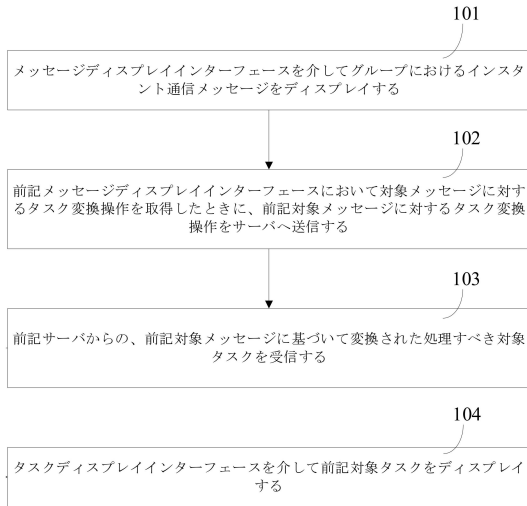 101
メッセージディスプレイインターフェースを介してグループにおけるインスタ
ント通信メッセージをディスプレイする
102
前記メッセージディスプレイインターフェースにおいて対象メッセージに対す
るタスク変換操作を取得したときに、前記対象メッセージに対するタスク変換
操作をサーバへ送信する
103
前記サーバからの、前記対象メッセージに基づいて変換された処理すべき対象
タスクを受信する
104
タスクディスプレイインターフェースを介して前記対象タスクをディスプレイ
する